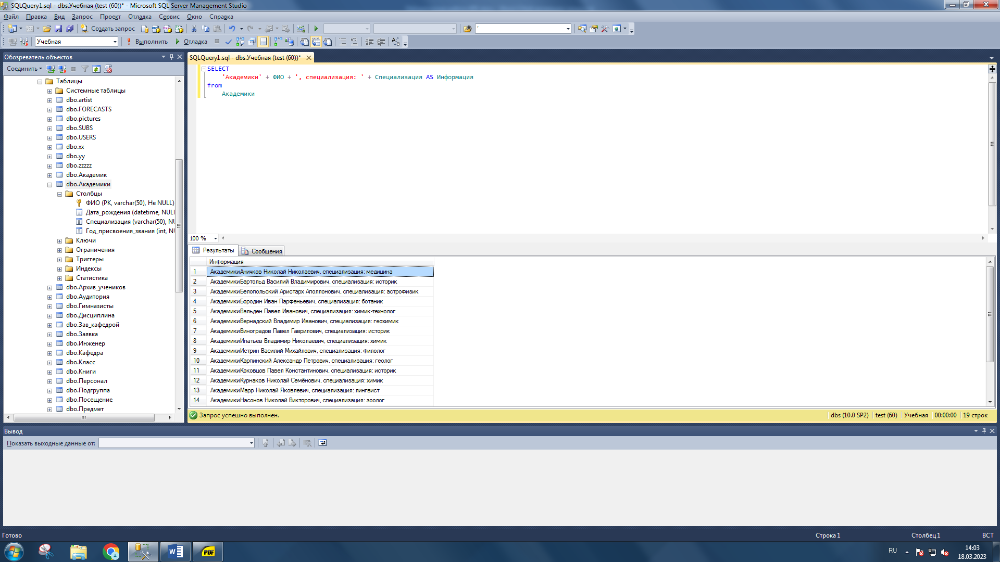 SQLQuery1.sql - dbs.Учебная (test (60))* - Microsoft SQL Server Management Studio
Файл Правка Вид Запрос Проект Отладка Сервис Окно Справка
Создать запрос '
Учебная Выполнить Отладка
Обозреватель объектов
Соединить
Таблицы
Системные таблицы
dbo.artist
dbo.FORECASTS
dbo.pictures
dbo.SUBS
dbo.USERS
dbo.xx
dbo.yy
dbo.zzzzz
dbo.Академик
dbo.Академики
Столбцы
ФИО (PK, varchar(50), Не NULL)
Дата_рождения (datetime, NULL
Специализация (varchar(50), NU
Год_присвоения_звания (int, NU
Ключи
Ограничения
Триггеры
Индексы
Статистика
dbo.Архив_учеников
dbo.Аудитория
dbo.Гимназисты
dbo.Дисциплина
dbo.Зав_кафедрой
dbo.Заявка
dbo.Инженер
dbo.Кафедра
dbo.Класс
dbo.Книги
dbo.Персонал
dbo.Подгруппа
dbo.Посещение
dbo.Предмет
SQLQuery1.sql - dbs.Учебная (test (60))*
SELECT
'Академики' + ФИО + ', специализация: ' + Специализация AS Информация
from
Академики
100 %
Результаты Сообщения
Информация
1 АкадемикиАничков Николай Николаевич, специализация: медицина
2 АкадемикиБартольд Василий Владимирович, специализация: историк
3 АкадемикиБелопольский Аристарх Аполлонович, специализация: астрофизик
4 АкадемикиБородин Иван Парфеньевич, специализация: ботаник
5 АкадемикиВальден Павел Иванович, специализация: химик-технолог
6 АкадемикиВернадский Владимир Иванович, специализация: геохимик
7 АкадемикиВиноградов Павел Гаврилович, специализация: историк
8 АкадемикиИпатьев Владимир Николаевич, специализация: химик
9 АкадемикиИстрин Василий Михайлович, специализация: филолог
10 АкадемикиКарпинский Александр Петрович, специализация: геолог
11 АкадемикиКоковцов Павел Константинович, специализация: историк
12 АкадемикиКурнаков Николай Семёнович, специализация: химик
13 АкадемикиМарр Николай Яковлевич, специализация: лингвист
14 АкадемикиНасонов Николай Викторович, специализация: зоолог
Запрос успешно выполнен. dbs (10.0 SP2) test (60) Учебная 00:00:00 19 строк
Вывод
Показать выходные данные от:
Готово Строка 1 Столбец 1 ВСТ
W PDF RU 14:03
18.03.2023